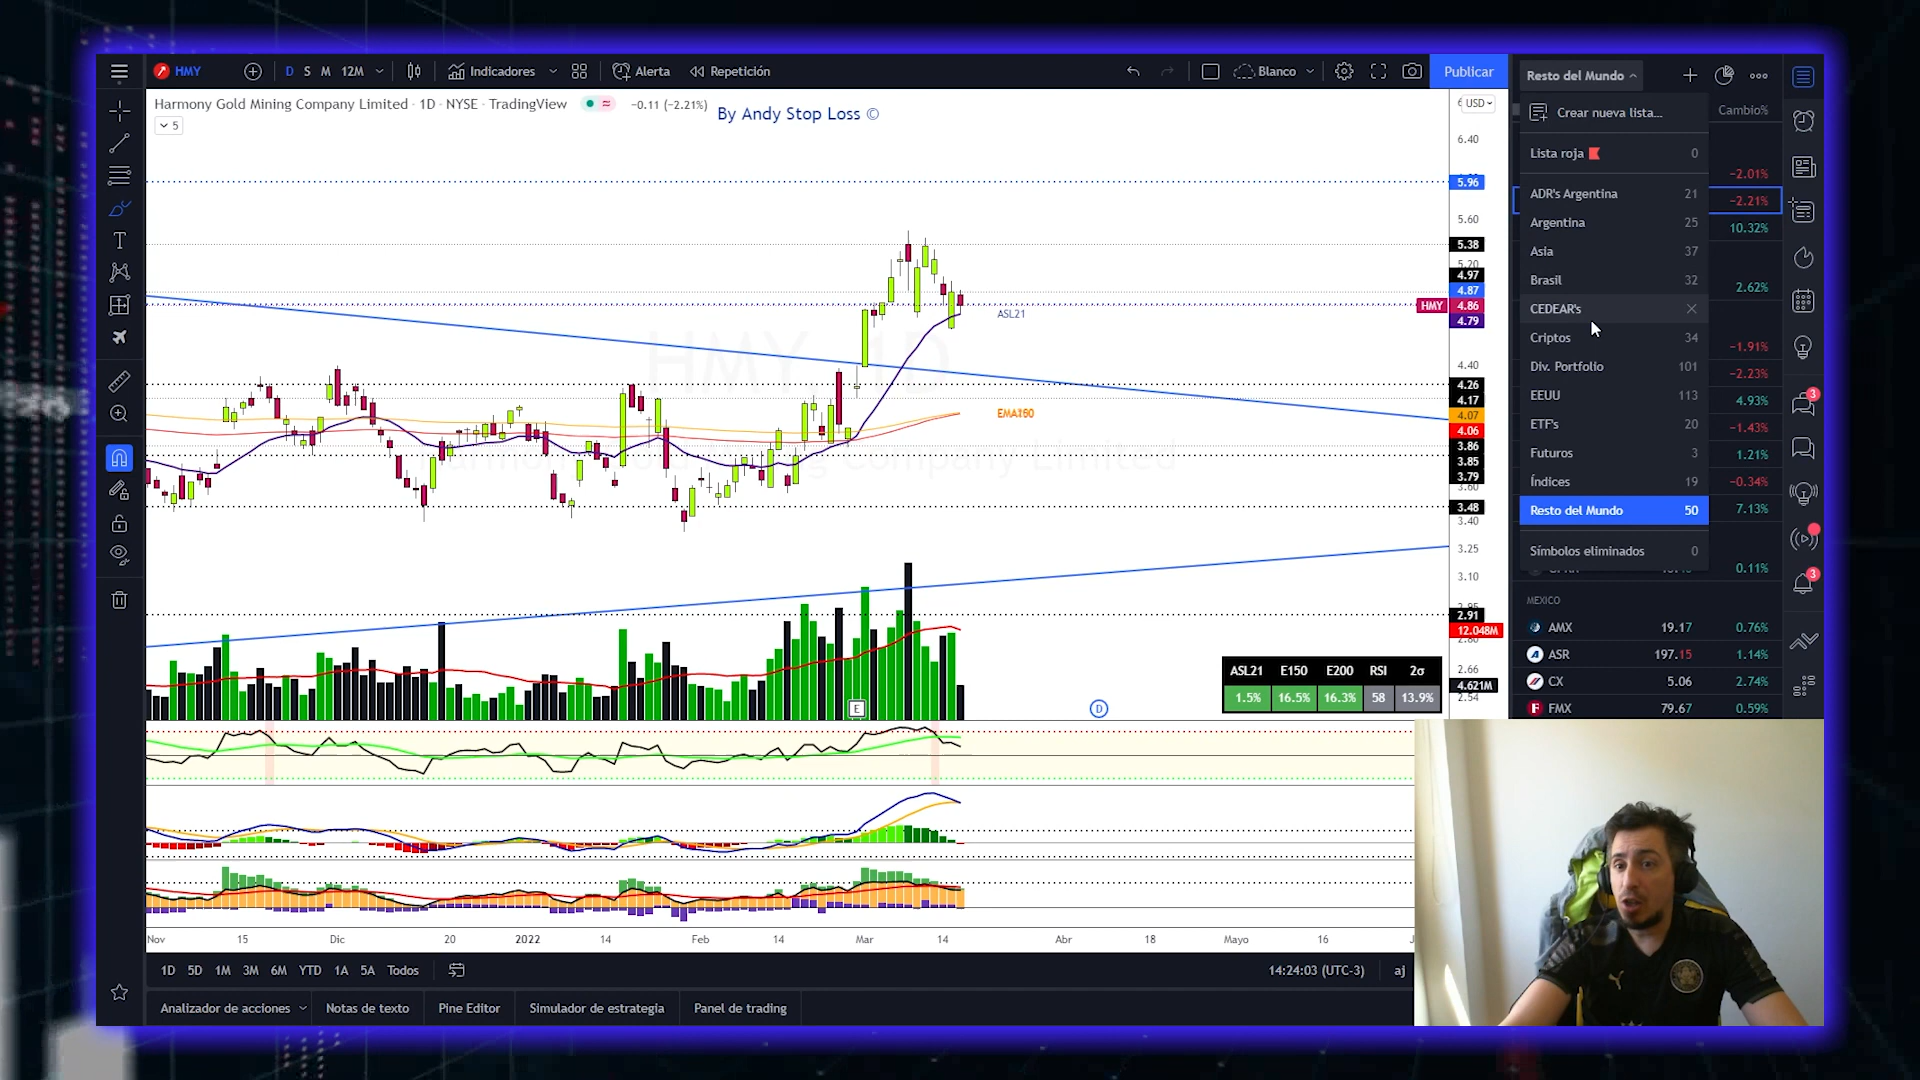 HMY
D S M 12M
Indicadores
Alerta
Repetición
Blanco
Publicar
Harmony Gold Mining Company Limited · 1D · NYSE · TradingView
−0.11 (−2.21%)
5
By Andy Stop Loss ©
USD
6.40
5.96
5.60
5.38
5.20
4.97
4.87
HMY 4.86
4.79
4.40
4.26
4.17
4.07
4.06
3.86
3.85
3.79
3.60
3.48
3.40
3.25
3.10
2.91
12.048M
2.80
2.66
4.621M
2.54
ASL21
EMA150
HMY, 1D
ASL21 E150 E200 RSI 2σ
1.5% 16.5% 16.3% 58 13.9%
E
D
Nov 15 Dic 20 2022 14 Feb 14 Mar 14 Abr 18 Mayo 16
1D 5D 1M 3M 6M YTD 1A 5A Todos
14:24:03 (UTC-3)
aj
Analizador de acciones
Notas de texto
Pine Editor
Simulador de estrategia
Panel de trading
Resto del Mundo
Crear nueva lista...
Cambio%
Lista roja 0
ADR's Argentina 21
Argentina 25
Asia 37
Brasil 32
CEDEAR's
Criptos 34
Div. Portfolio 101
EEUU 113
ETF's 20
Futuros 3
Índices 19
Resto del Mundo 50
Símbolos eliminados 0
−2.01%
−2.21%
10.32%
2.62%
−1.91%
−2.23%
4.93%
−1.43%
1.21%
−0.34%
7.13%
0.11%
MEXICO
AMX 19.17 0.76%
ASR 197.15 1.14%
CX 5.06 2.74%
FMX 79.67 0.59%
3
3